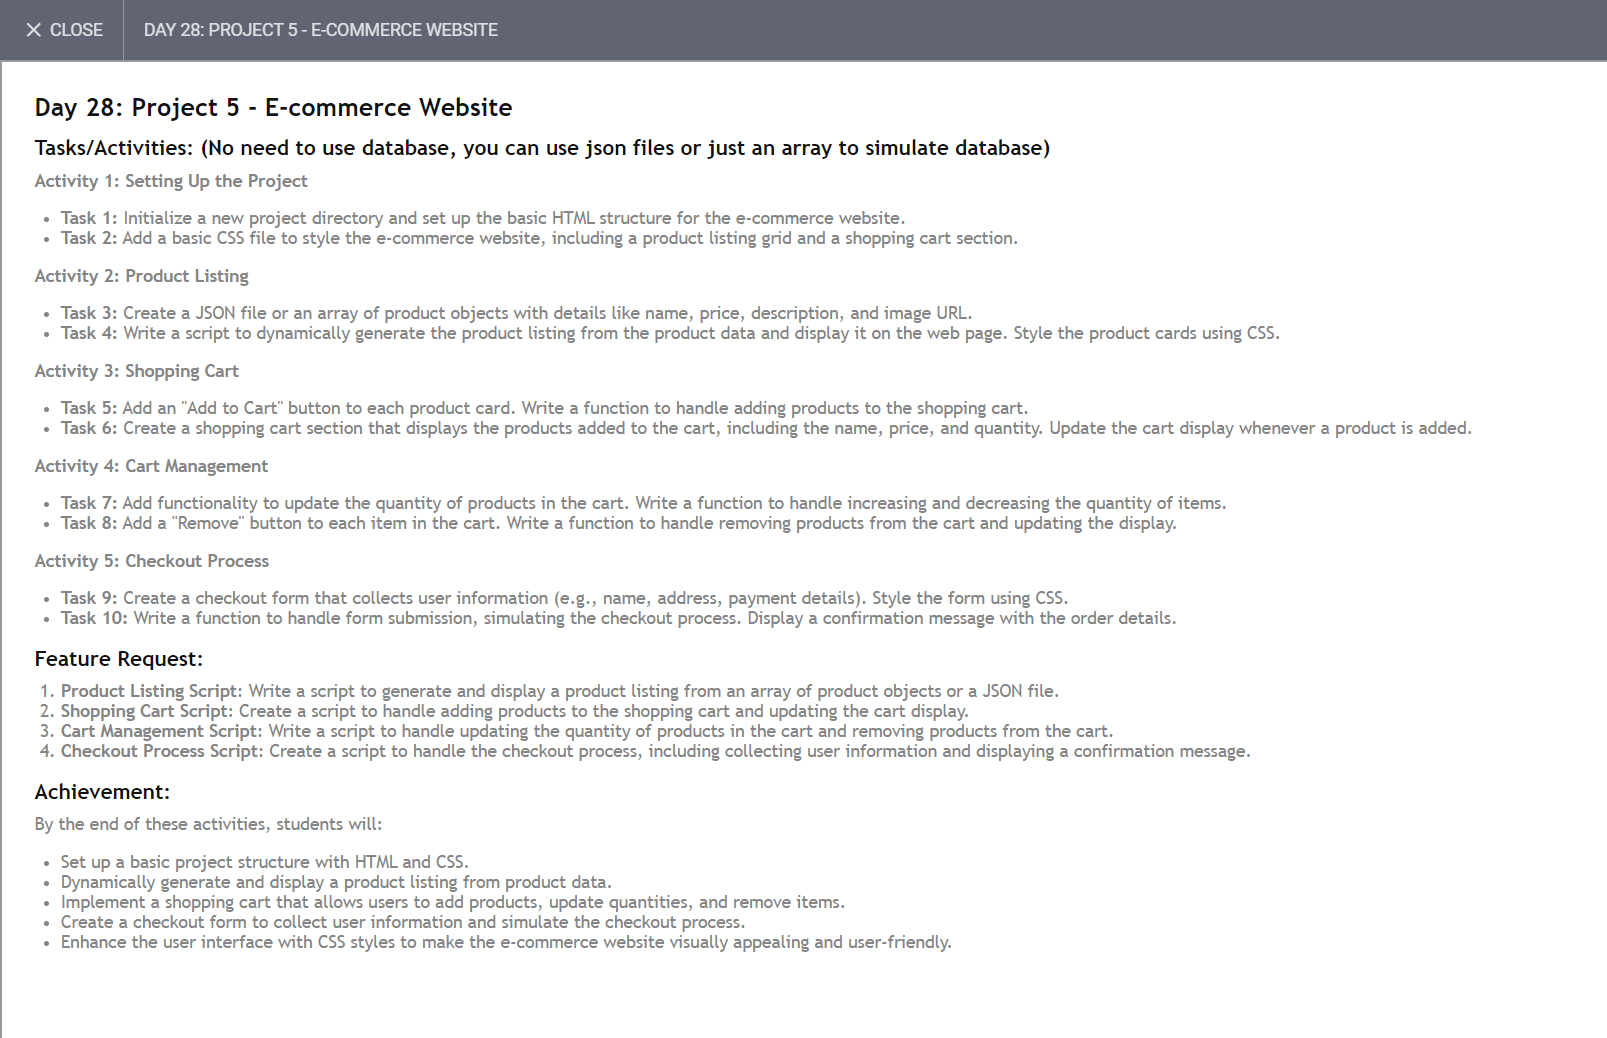 CLOSE DAY 28: PROJECT 5 - E-COMMERCE WEBSITE
Day 28: Project 5 - E-commerce Website
Tasks/Activities: (No need to use database, you can use json files or just an array to simulate database)
Activity 1: Setting Up the Project
• Task 1: Initialize a new project directory and set up the basic HTML structure for the e-commerce website.
• Task 2: Add a basic CSS file to style the e-commerce website, including a product listing grid and a shopping cart section.
Activity 2: Product Listing
• Task 3: Create a JSON file or an array of product objects with details like name, price, description, and image URL.
• Task 4: Write a script to dynamically generate the product listing from the product data and display it on the web page. Style the product cards using CSS.
Activity 3: Shopping Cart
• Task 5: Add an "Add to Cart" button to each product card. Write a function to handle adding products to the shopping cart.
• Task 6: Create a shopping cart section that displays the products added to the cart, including the name, price, and quantity. Update the cart display whenever a product is added.
Activity 4: Cart Management
• Task 7: Add functionality to update the quantity of products in the cart. Write a function to handle increasing and decreasing the quantity of items.
• Task 8: Add a "Remove" button to each item in the cart. Write a function to handle removing products from the cart and updating the display.
Activity 5: Checkout Process
• Task 9: Create a checkout form that collects user information (e.g., name, address, payment details). Style the form using CSS.
• Task 10: Write a function to handle form submission, simulating the checkout process. Display a confirmation message with the order details.
Feature Request:
1. Product Listing Script: Write a script to generate and display a product listing from an array of product objects or a JSON file.
2. Shopping Cart Script: Create a script to handle adding products to the shopping cart and updating the cart display.
3. Cart Management Script: Write a script to handle updating the quantity of products in the cart and removing products from the cart.
4. Checkout Process Script: Create a script to handle the checkout process, including collecting user information and displaying a confirmation message.
Achievement:
By the end of these activities, students will:
• Set up a basic project structure with HTML and CSS.
• Dynamically generate and display a product listing from product data.
• Implement a shopping cart that allows users to add products, update quantities, and remove items.
• Create a checkout form to collect user information and simulate the checkout process.
• Enhance the user interface with CSS styles to make the e-commerce website visually appealing and user-friendly.